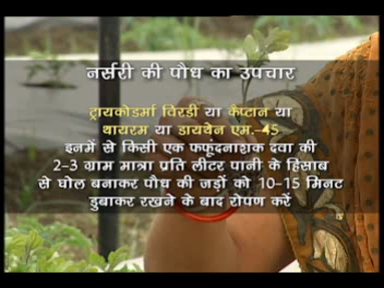 नर्सरी की पौध का उपचार
ट्रायकोडर्मा विरडी या कैप्टान या
थायरम या डायथेन एम.-45
इनमें से किसी एक फफूंदनाशक दवा की
2-3 ग्राम मात्रा प्रति लीटर पानी के हिसाब
से घोल बनाकर पौध की जड़ों को 10-15 मिनट
डुबाकर रखने के बाद रोपण करें